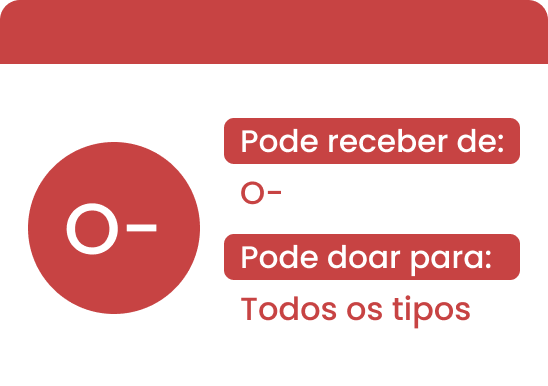 O-
Pode receber de:
O-
Pode doar para:
Todos os tipos